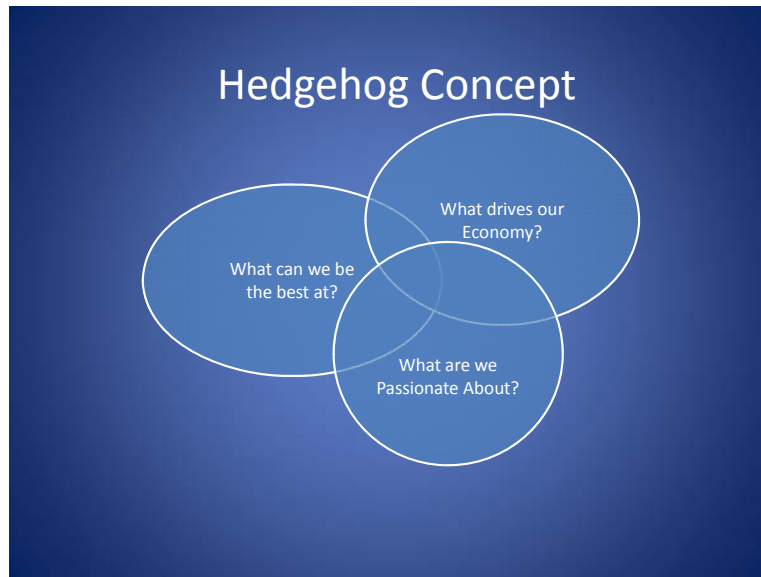 Hedgehog Concept
What drives our
Economy?
What can we be
the best at?
What are we
Passionate About?